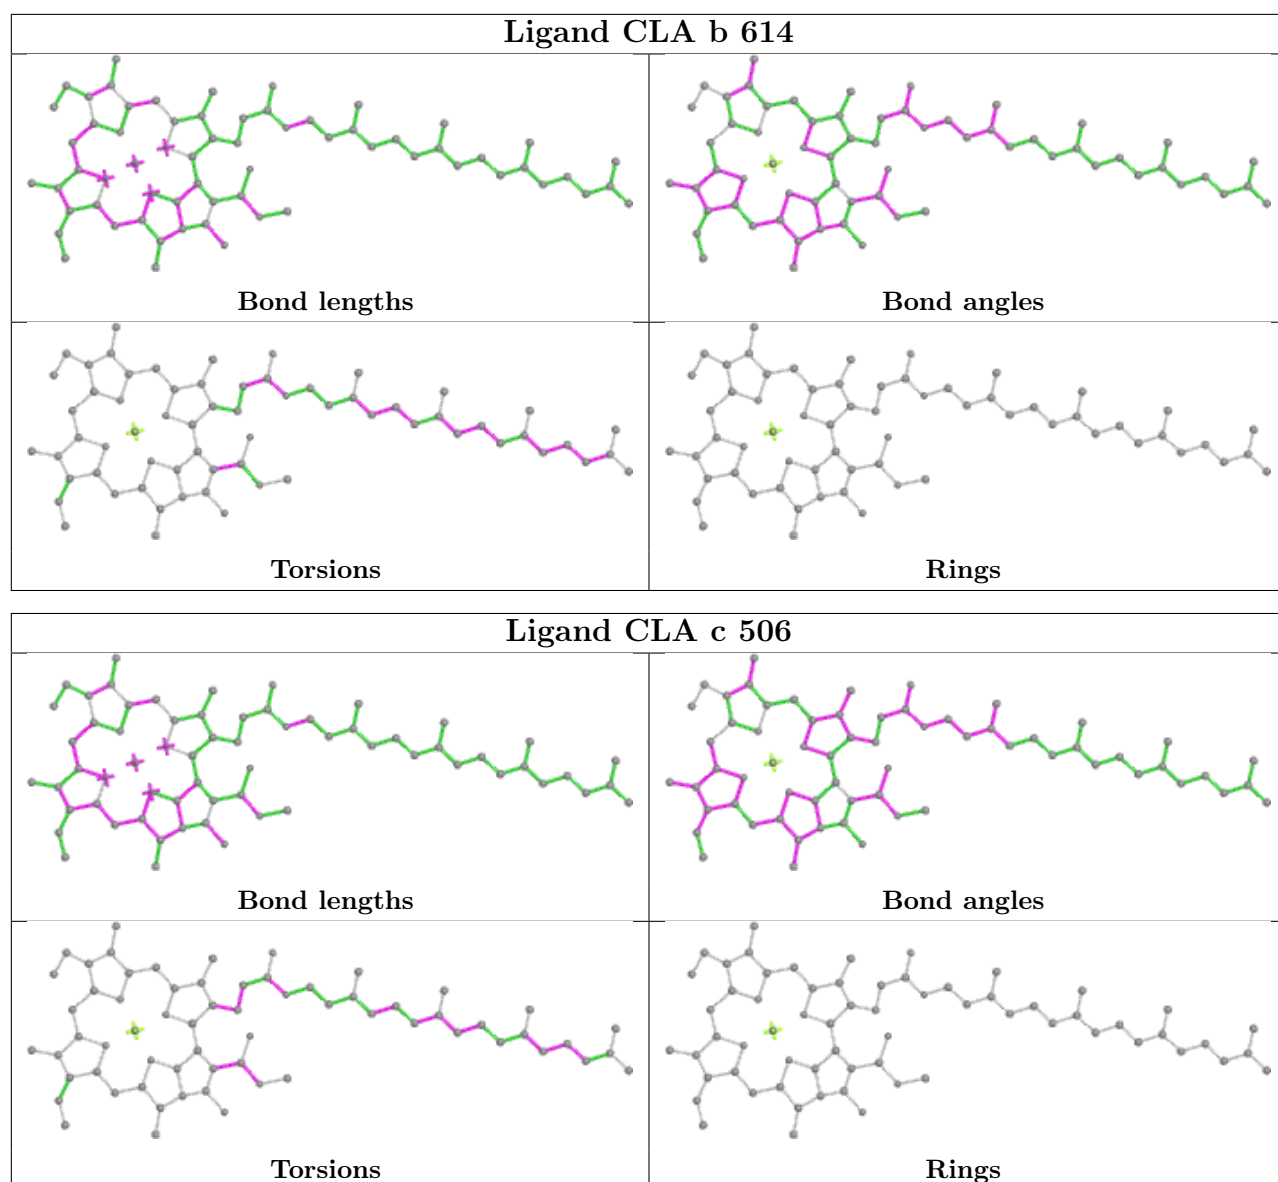 Ligand CLA b 614
Bond lengths
Bond angles
Torsions
Rings
Ligand CLA c 506
Bond lengths
Bond angles
Torsions
Rings